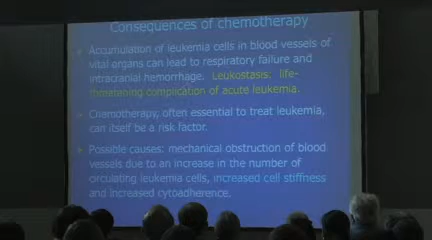 Consequences of chemotherapy
Accumulation of leukemia cells in blood vessels of
vital organs can lead to respiratory failure and
intracranial hemorrhage. Leukostasis: life-
threatening complication of acute leukemia.
Chemotherapy, often essential to treat leukemia,
can itself be a risk factor.
Possible causes: mechanical obstruction of blood
vessels due to an increase in the number of
circulating leukemia cells, increased cell stiffness
and increased cytoadherence.